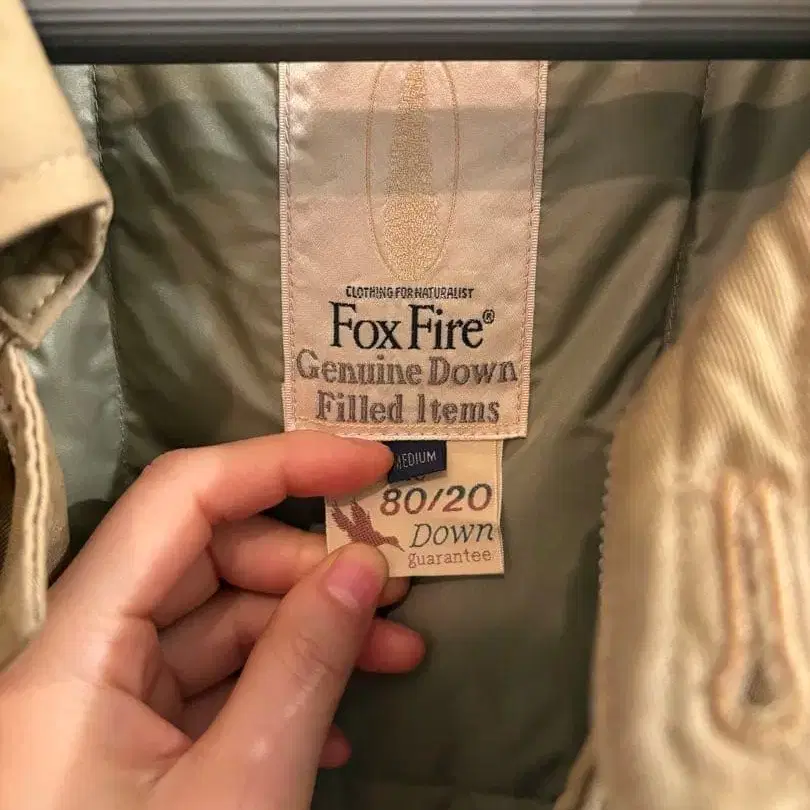 CLOTHING FOR NATURALIST
Fox Fire®
Genuine Down
Filled Items
MEDIUM
80/20
Down
guarantee